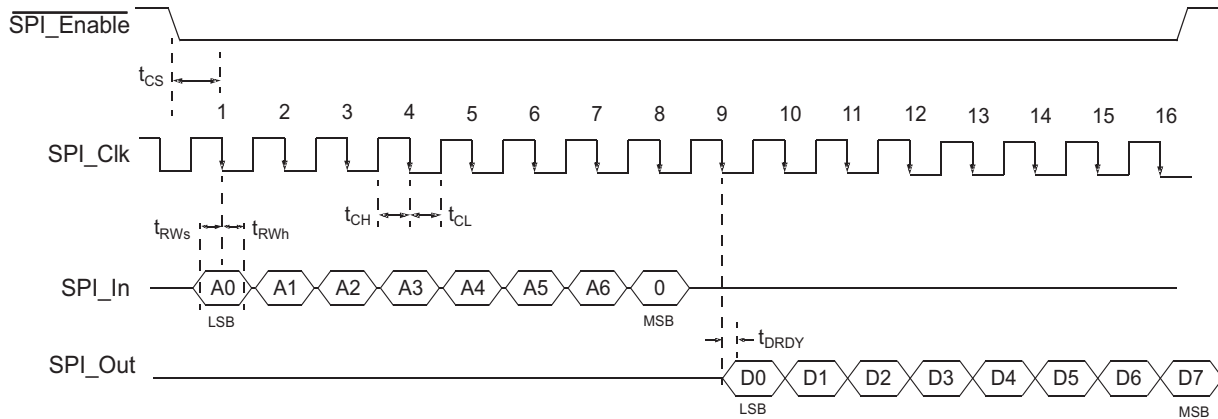 SPI_Enable
tCS
1 2 3 4 5 6 7 8 9 10 11 12 13 14 15 16
SPI_Clk
tCH tCL
tRWs tRWh
SPI_In A0 A1 A2 A3 A4 A5 A6 0
LSB MSB
tDRDY
SPI_Out D0 D1 D2 D3 D4 D5 D6 D7
LSB MSB